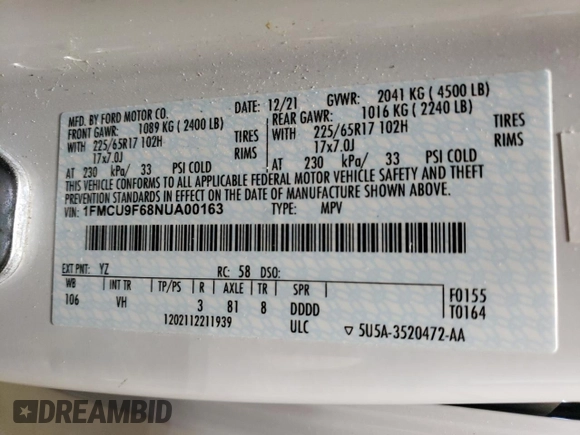 MFD. BY FORD MOTOR CO.
DATE: 12/21 GVWR: 2041 KG ( 4500 LB)
FRONT GAWR: 1089 KG ( 2400 LB)
REAR GAWR: 1016 KG ( 2240 LB)
WITH 225/65R17 102H TIRES
WITH 225/65R17 102H TIRES
17x7.0J RIMS
17x7.0J RIMS
AT 230 kPa/ 33 PSI COLD
AT 230 kPa/ 33 PSI COLD
THIS VEHICLE CONFORMS TO ALL APPLICABLE FEDERAL MOTOR VEHICLE SAFETY AND THEFT
PREVENTION STANDARDS IN EFFECT ON THE DATE OF MANUFACTURE SHOWN ABOVE.
VIN: 1FMCU9F68NUA00163 TYPE: MPV
EXT PNT: YZ RC: 58 DSO:
WB INT TR TP/PS R AXLE TR SPR
106 VH 3 81 8 DDDD
F0155
T0164
1202112211939 ULC ▽ 5U5A-3520472-AA
DREAMBID